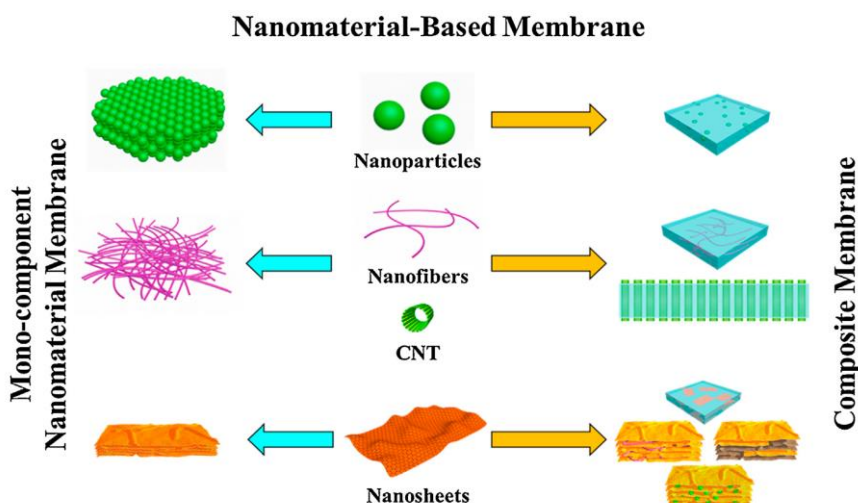 Nanomaterial-Based Membrane
Mono-component
Nanomaterial Membrane
Nanoparticles
Nanofibers
CNT
Nanosheets
Composite Membrane